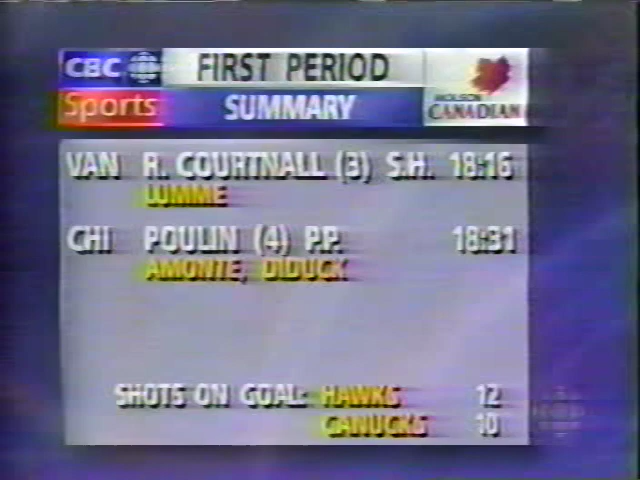 CBC FIRST PERIOD
Sports SUMMARY
MOLSON
CANADIAN
VAN R. COURTNALL (3) S.H. 18:16
LUMME
CHI POULIN (4) P.P. 18:31
AMONTE, DIDUCK
SHOTS ON GOAL: HAWKS 12
CANUCKS 10